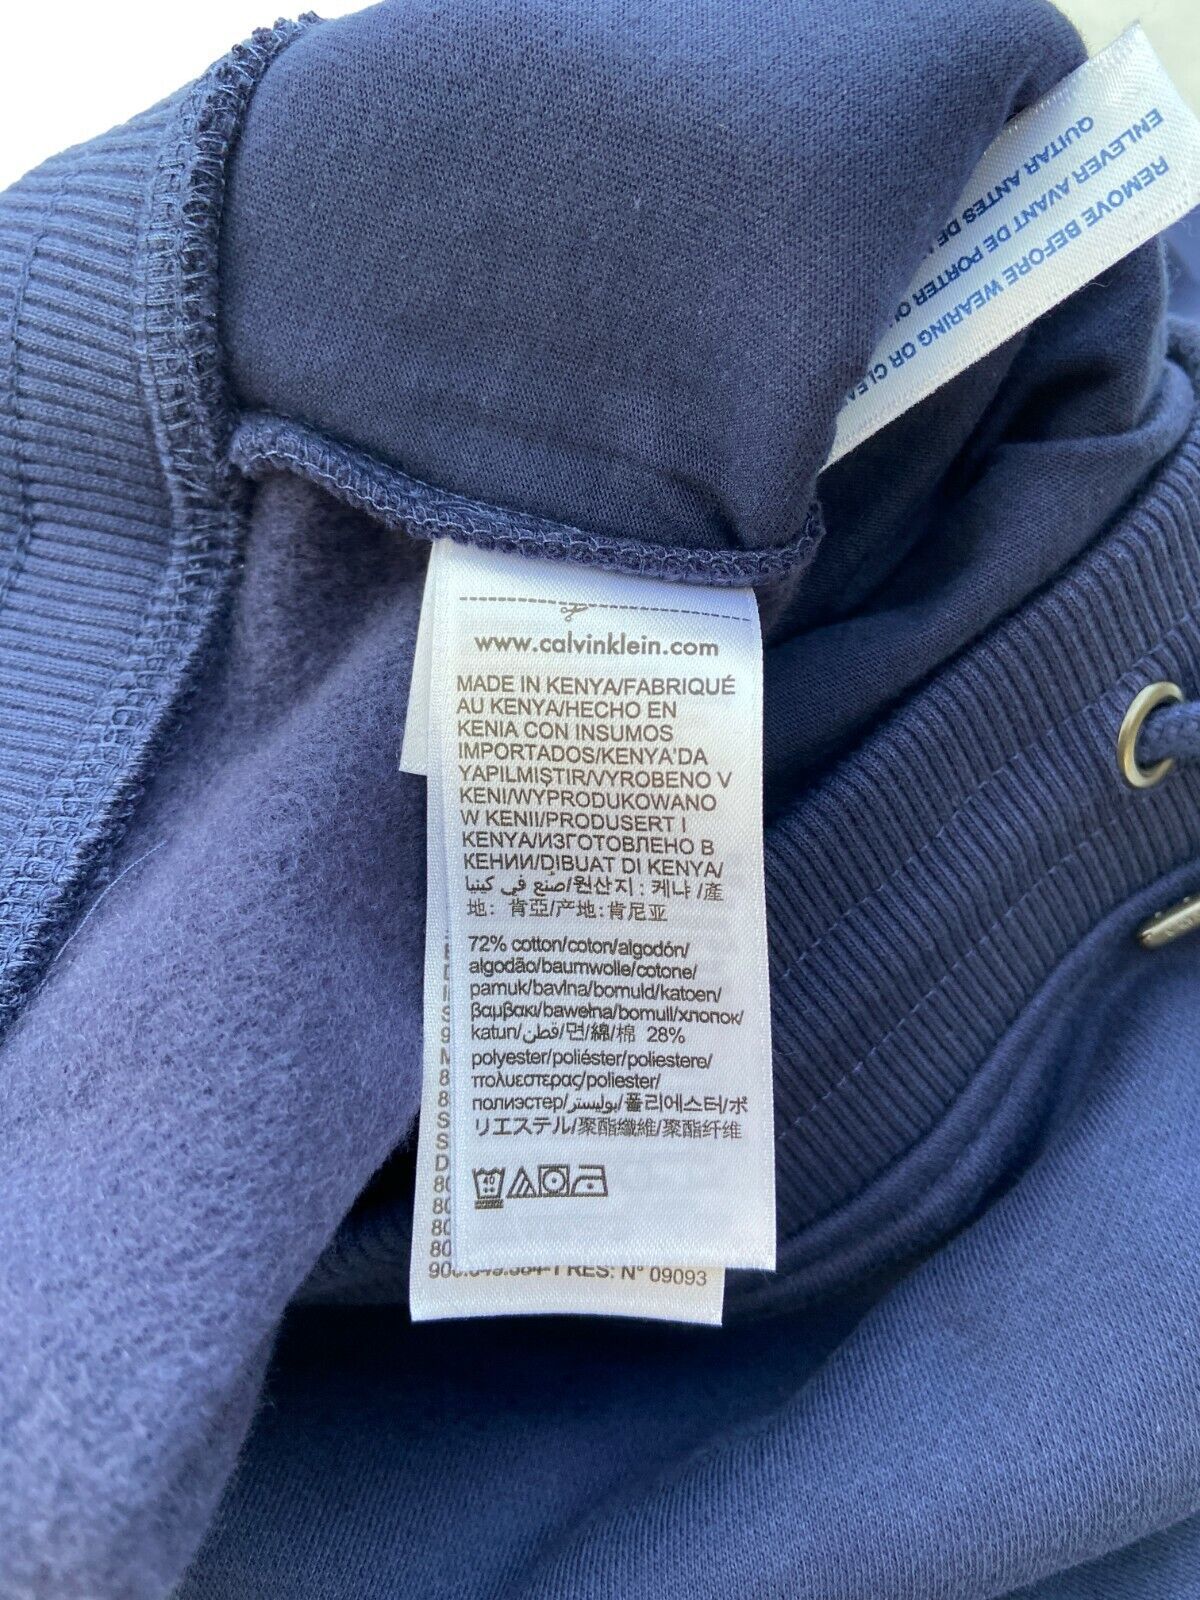 REMOVE BEFORE WEARING OR
ENLEVER AVANT DE PORTER
QUITAR ANTES DE
www.calvinklein.com
MADE IN KENYA/FABRIQUÉ
AU KENYA/HECHO EN
KENIA CON INSUMOS
IMPORTADOS/KENYA'DA
YAPILMIŞTIR/VYROBENO V
KENI/WYPRODUKOWANO
W KENII/PRODUSERT I
KENYA/ИЗГОТОВЛЕНО В
КЕНИИ/DIBUAT DI KENYA/
صنع في كينيا/원산지 : 케냐 /產
地: 肯亞/产地: 肯尼亚
72% cotton/coton/algodón/
algodão/baumwolle/cotone/
pamuk/bavlna/bomuld/katoen/
βαμβακι/bawełna/bomull/хлопок/
katun/قطن/면/綿/棉 28%
polyester/poliéster/poliestere/
πολυεστερας/poliester/
полиэстер/بوليستر/폴리에스터/ポ
リエステル/聚酯纖維/聚酯纤维
40
RES: N° 09093